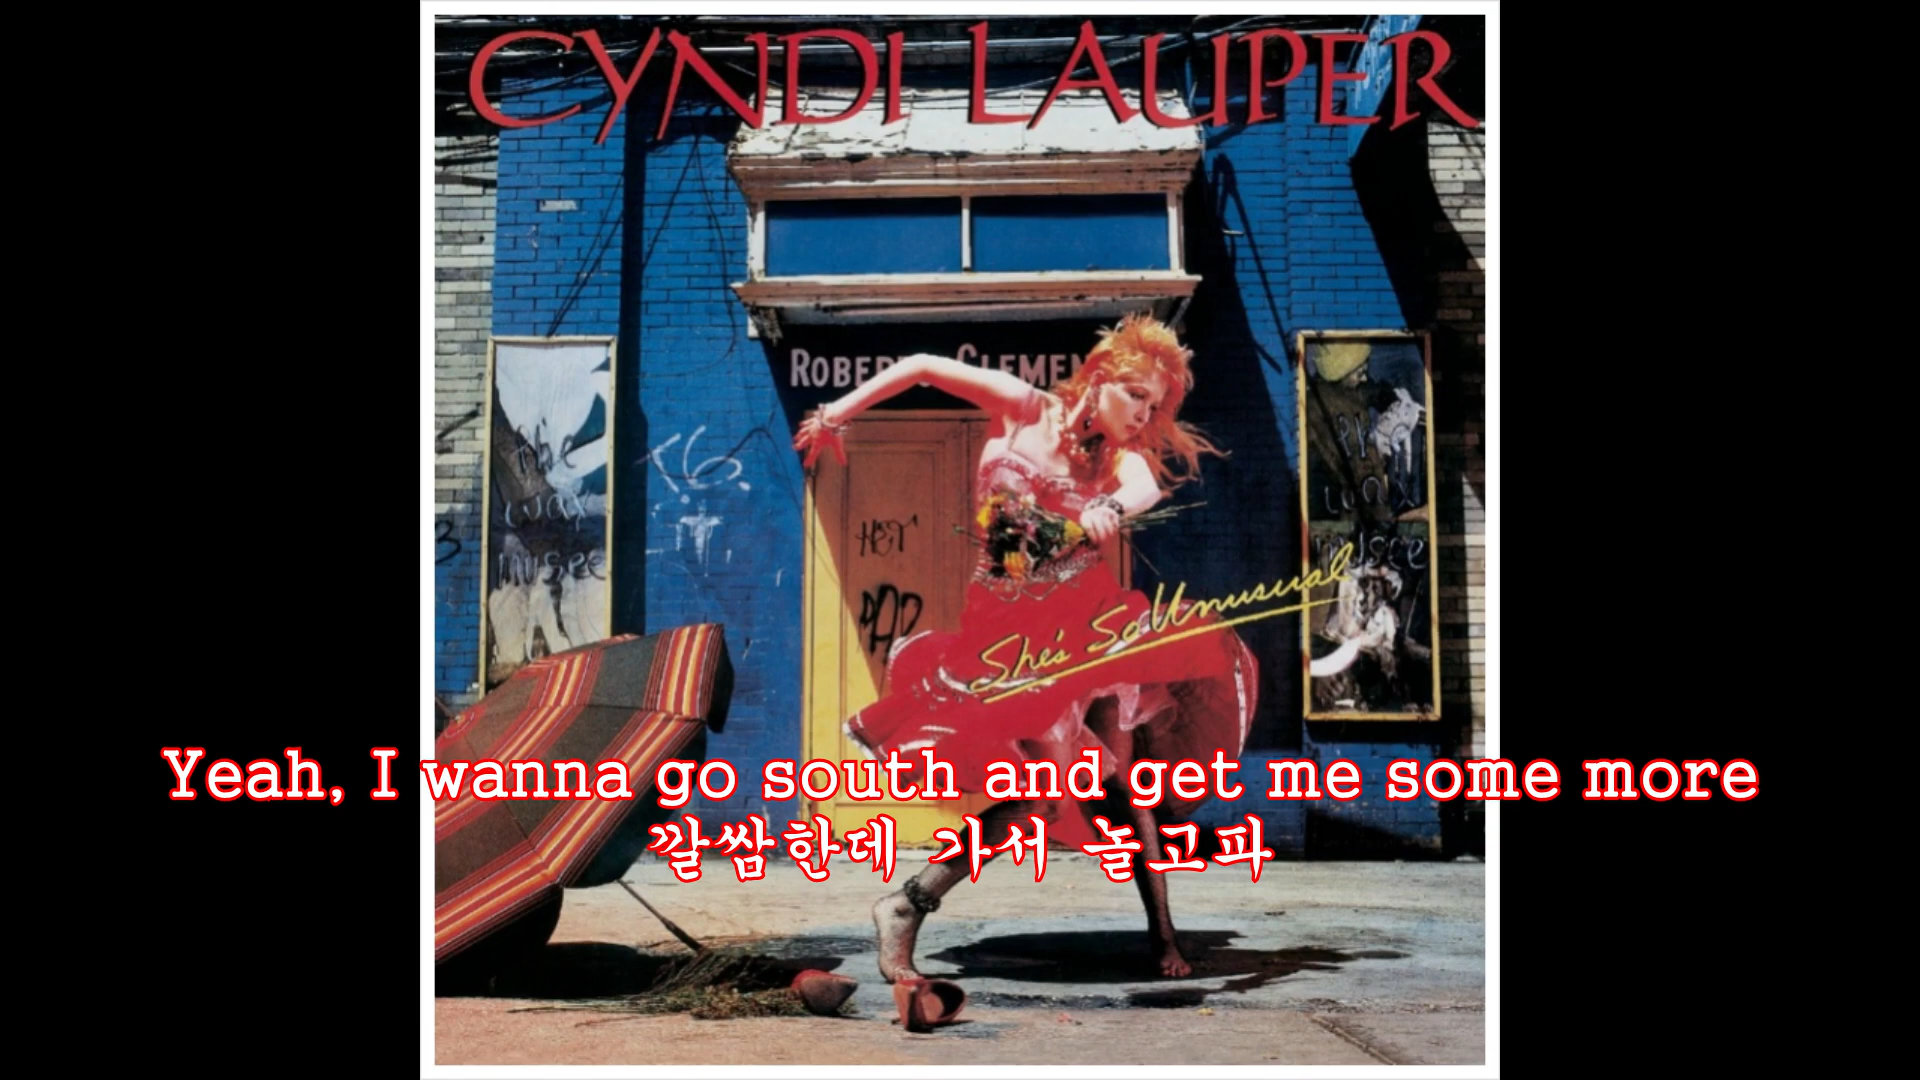 CYNDI LAUPER
She's So Unusual
HET
Yeah, I wanna go south and get me some more
깔쌈한데 가서 놀고파